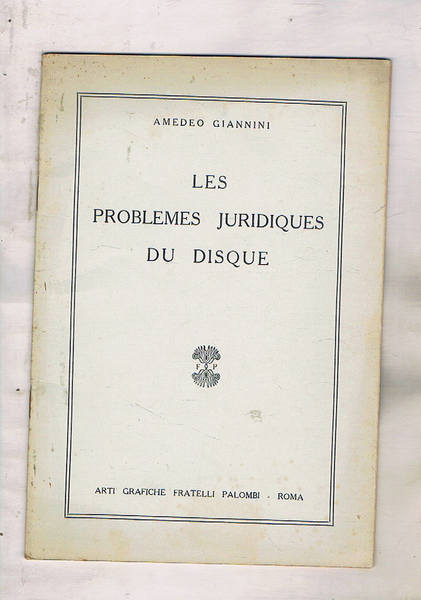 AMEDEO GIANNINI
LES
PROBLEMES JURIDIQUES
DU DISQUE
F P
ARTI GRAFICHE FRATELLI PALOMBI - ROMA